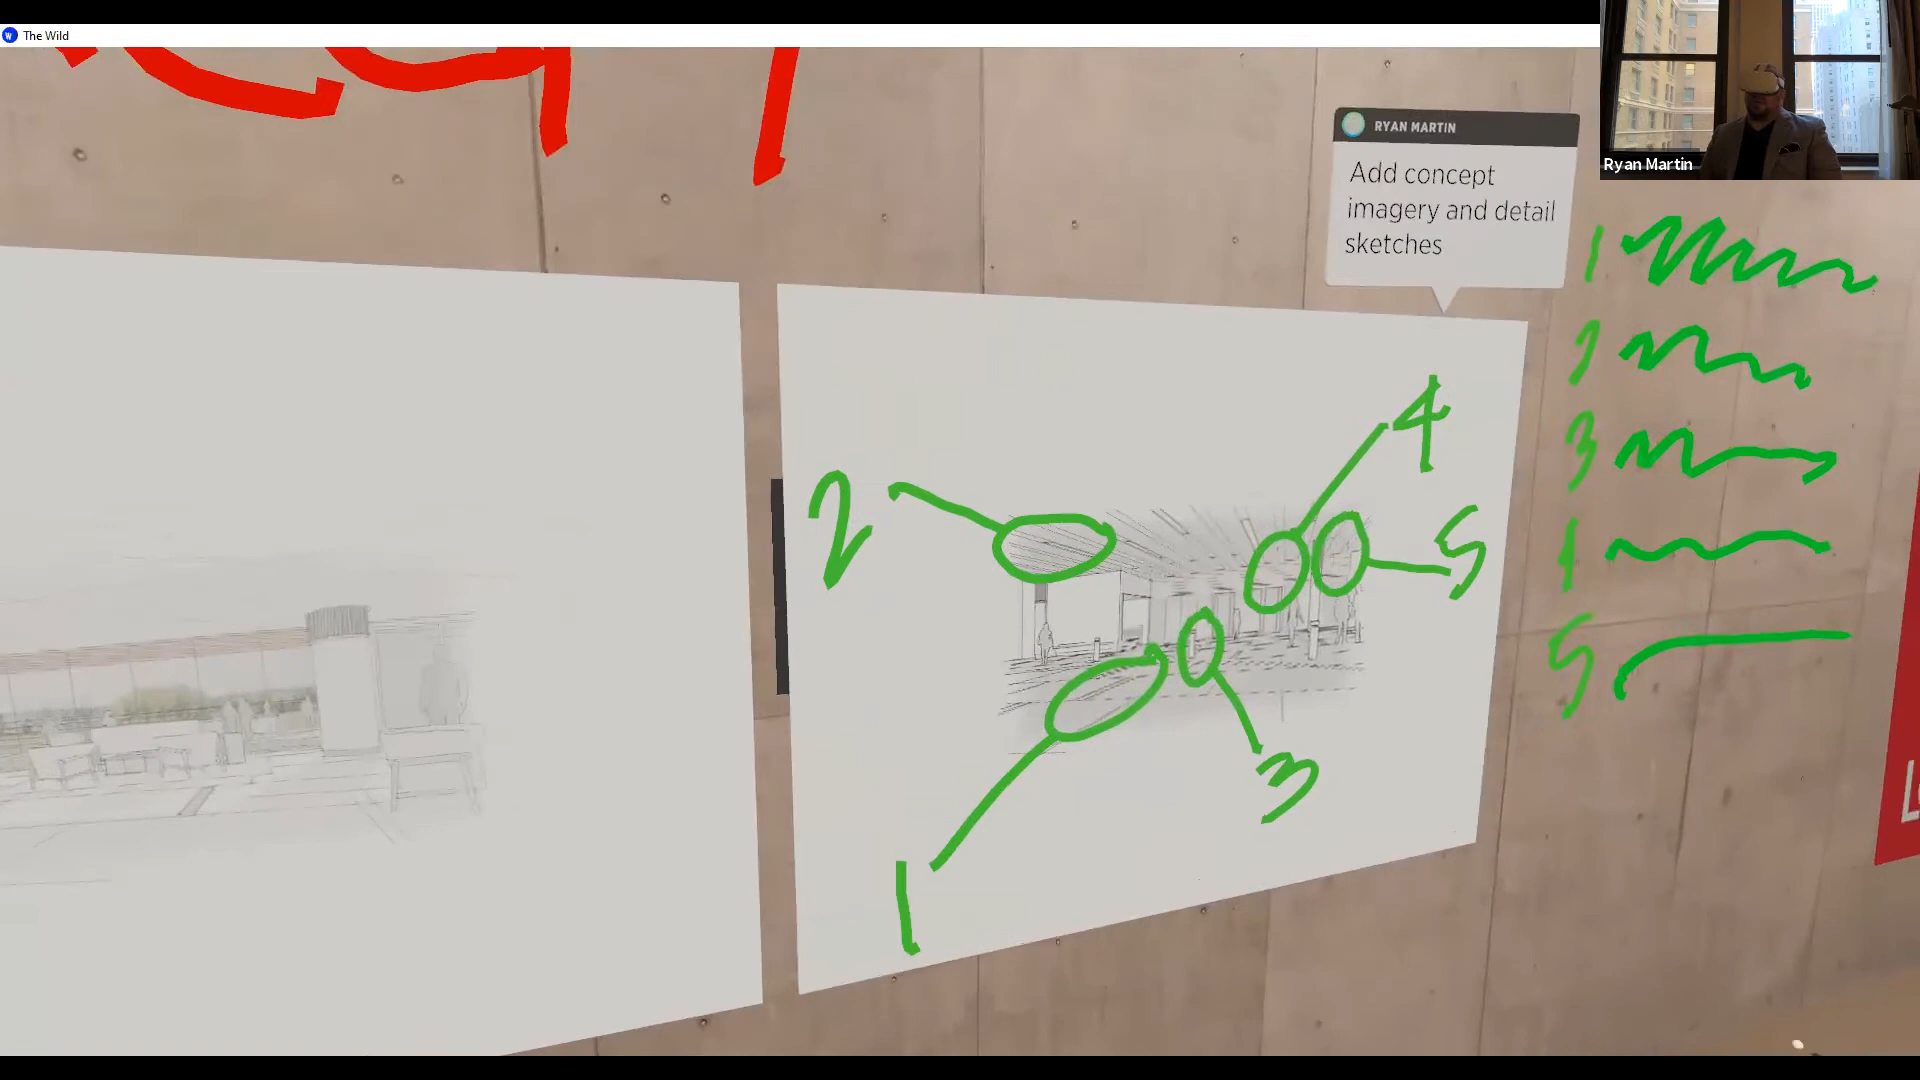 The Wild
Ryan Martin
RYAN MARTIN
Add concept
imagery and detail
sketches
1
2
3
4
5
4
2
5
3
1